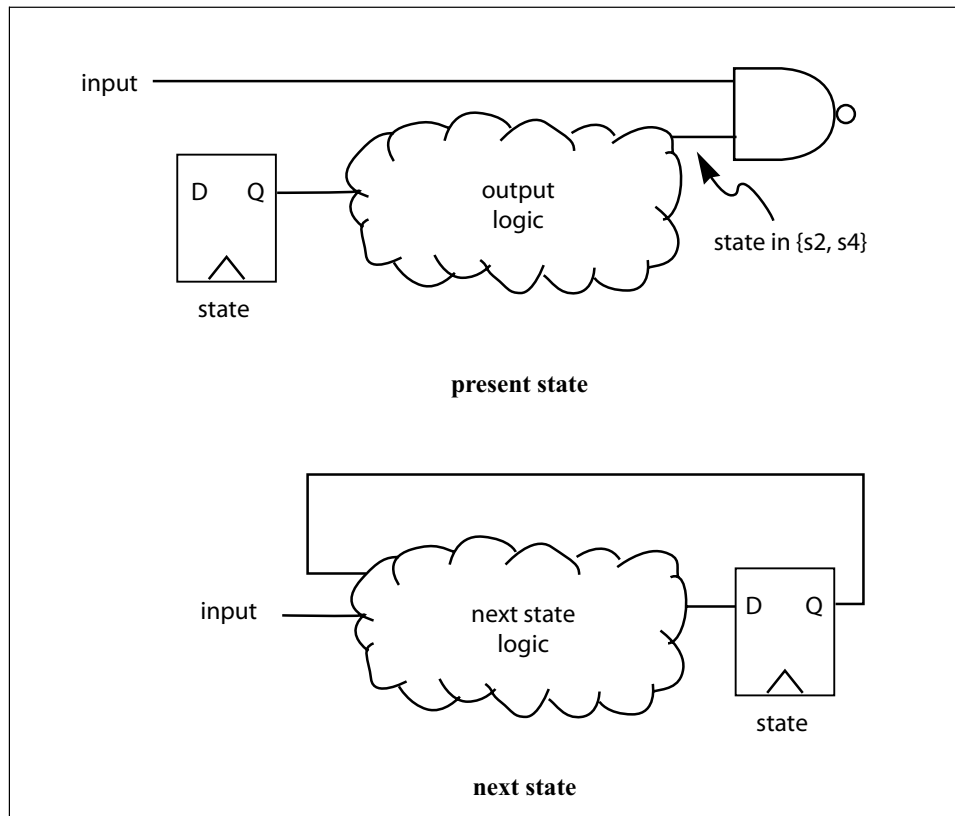 input
D Q
output
logic
state in {s2, s4}
state
present state
input
next state
logic
D Q
state
next state